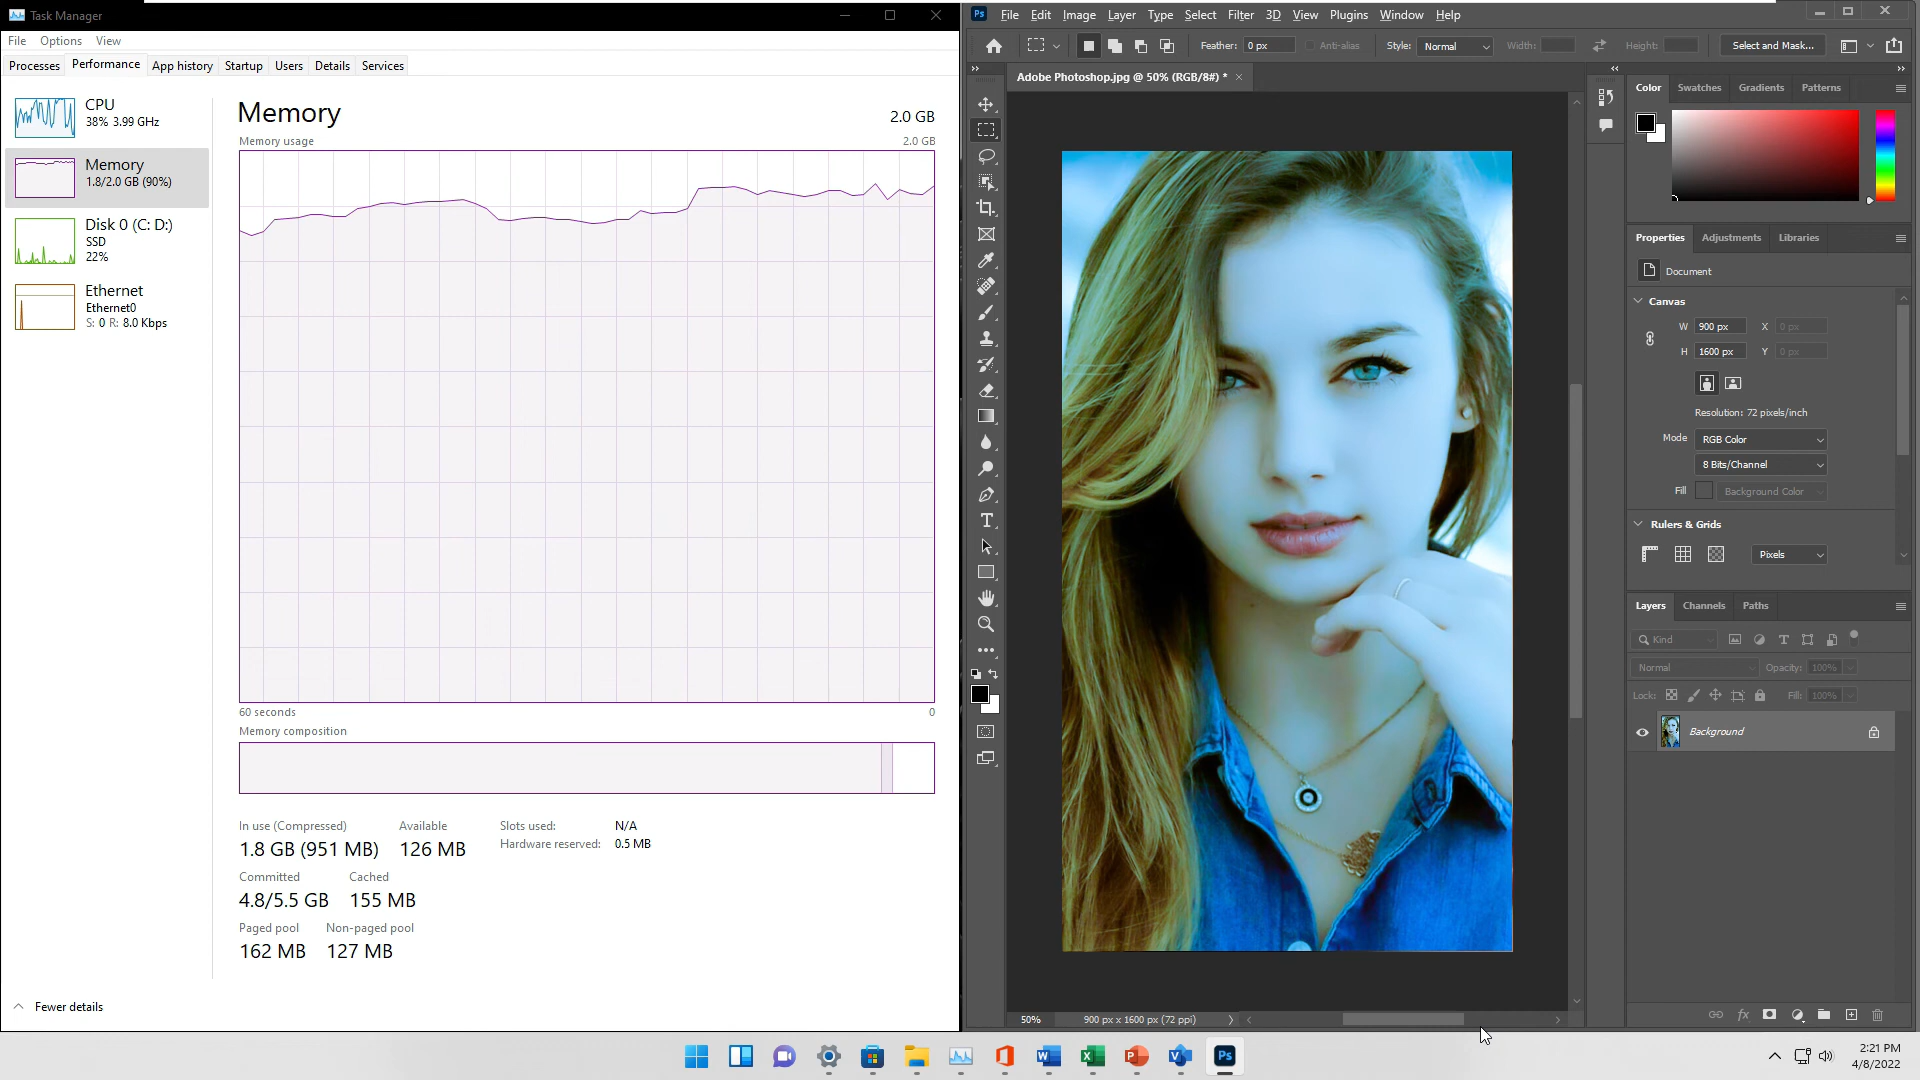 Task Manager
File Options View
Processes Performance App history Startup Users Details Services
CPU
38% 3.99 GHz
Memory
1.8/2.0 GB (90%)
Disk 0 (C: D:)
SSD
22%
Ethernet
Ethernet0
S: 0 R: 8.0 Kbps
Memory 2.0 GB
Memory usage 2.0 GB
60 seconds 0
Memory composition
In use (Compressed) Available Slots used: N/A
1.8 GB (951 MB) 126 MB Hardware reserved: 0.5 MB
Committed Cached
4.8/5.5 GB 155 MB
Paged pool Non-paged pool
162 MB 127 MB
Fewer details
Ps File Edit Image Layer Type Select Filter 3D View Plugins Window Help
Feather: 0 px Anti-alias Style: Normal Width: Height: Select and Mask...
Adobe Photoshop.jpg @ 50% (RGB/8#) *
50% 900 px x 1600 px (72 ppi)
Color Swatches Gradients Patterns
Properties Adjustments Libraries
Document
Canvas
W 900 px X 0 px
H 1600 px Y 0 px
Resolution: 72 pixels/inch
Mode RGB Color
8 Bits/Channel
Fill Background Color
Rulers & Grids
Pixels
Layers Channels Paths
Kind
Normal Opacity: 100%
Lock: Fill: 100%
Background
fx
W X P V Ps
2:21 PM
4/8/2022